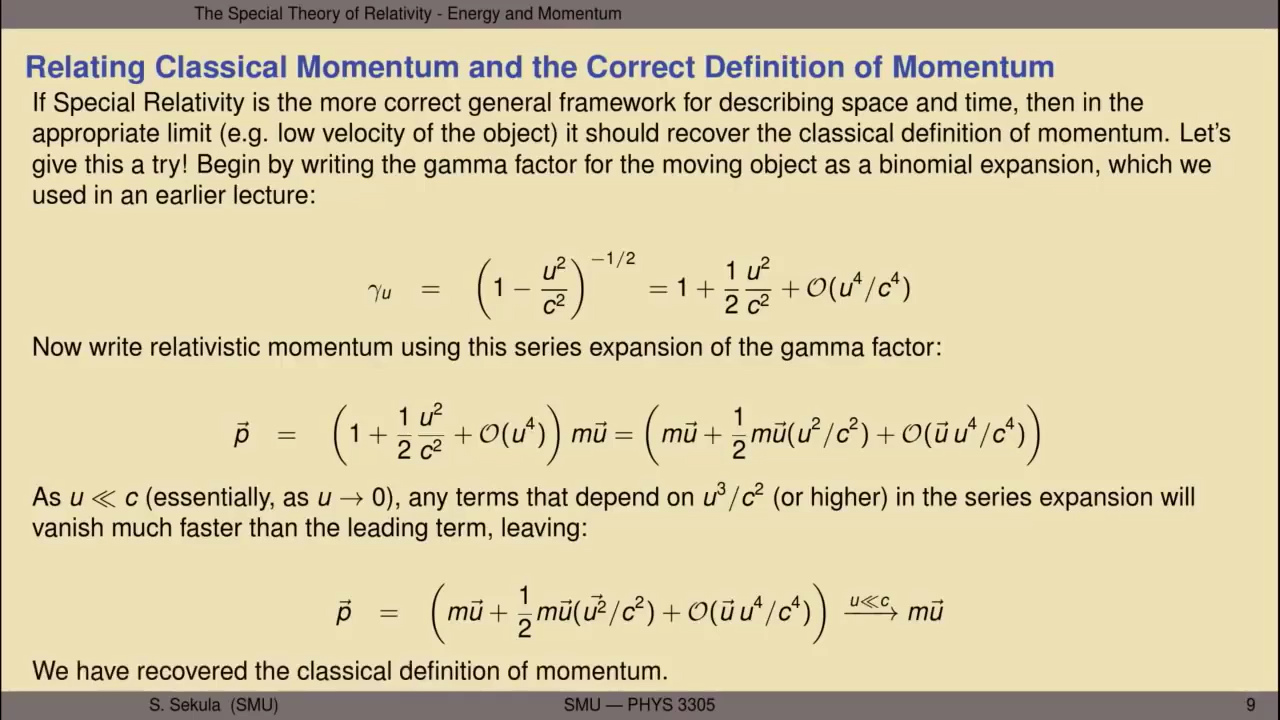 The Special Theory of Relativity - Energy and Momentum
Relating Classical Momentum and the Correct Definition of Momentum
If Special Relativity is the more correct general framework for describing space and time, then in the
appropriate limit (e.g. low velocity of the object) it should recover the classical definition of momentum. Let's
give this a try! Begin by writing the gamma factor for the moving object as a binomial expansion, which we
used in an earlier lecture:
γ_u = (1 − u²/c²)^(−1/2) = 1 + 1/2 u²/c² + 𝒪(u⁴/c⁴)
Now write relativistic momentum using this series expansion of the gamma factor:
p⃗ = (1 + 1/2 u²/c² + 𝒪(u⁴)) mu⃗ = (mu⃗ + 1/2 mu⃗(u²/c²) + 𝒪(u⃗ u⁴/c⁴))
As u ≪ c (essentially, as u → 0), any terms that depend on u³/c² (or higher) in the series expansion will
vanish much faster than the leading term, leaving:
p⃗ = (mu⃗ + 1/2 mu⃗(u⃗²/c²) + 𝒪(u⃗ u⁴/c⁴)) u≪c⟶ mu⃗
We have recovered the classical definition of momentum.
S. Sekula (SMU) SMU — PHYS 3305 9